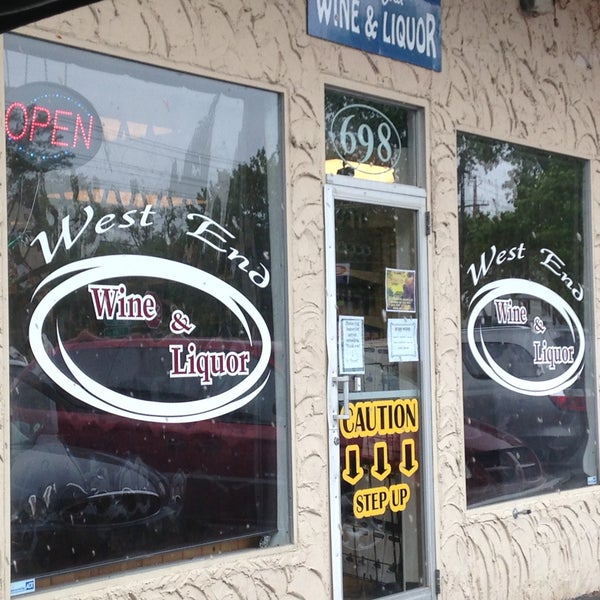 WINE & LIQUOR
OPEN
698
West End
Wine
&
Liquor
West End
Wine
&
Liquor
CAUTION
STEP UP